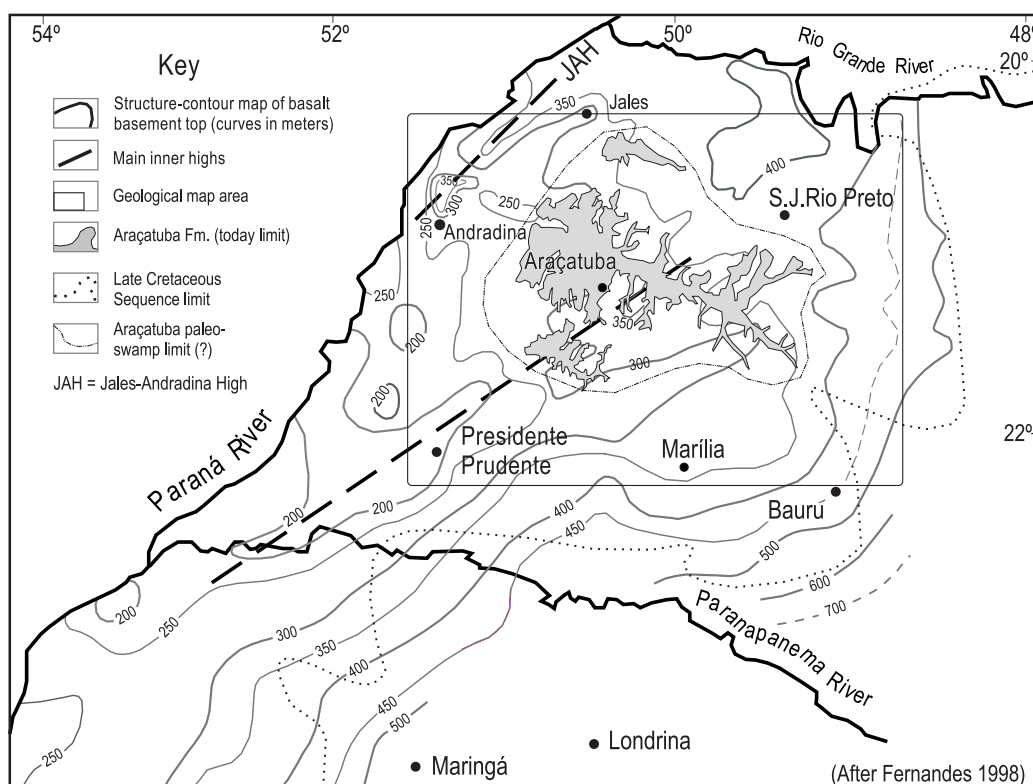 54º
52º
50º
48º
20º
22º
Key
Structure-contour map of basalt
basement top (curves in meters)
Main inner highs
Geological map area
Araçatuba Fm. (today limit)
Late Cretaceous
Sequence limit
Araçatuba paleo-
swamp limit (?)
JAH = Jales-Andradina High
JAH
Rio Grande River
350
Jales
400
S.J.Rio Preto
350
300
250
250
Andradina
Araçatuba
250
350
300
200
200
Presidente
Prudente
Marília
Bauru
Paraná River
200
200
400
450
500
600
700
200
250
300
350
400
450
500
250
Paranapanema
River
Londrina
Maringá
(After Fernandes 1998)